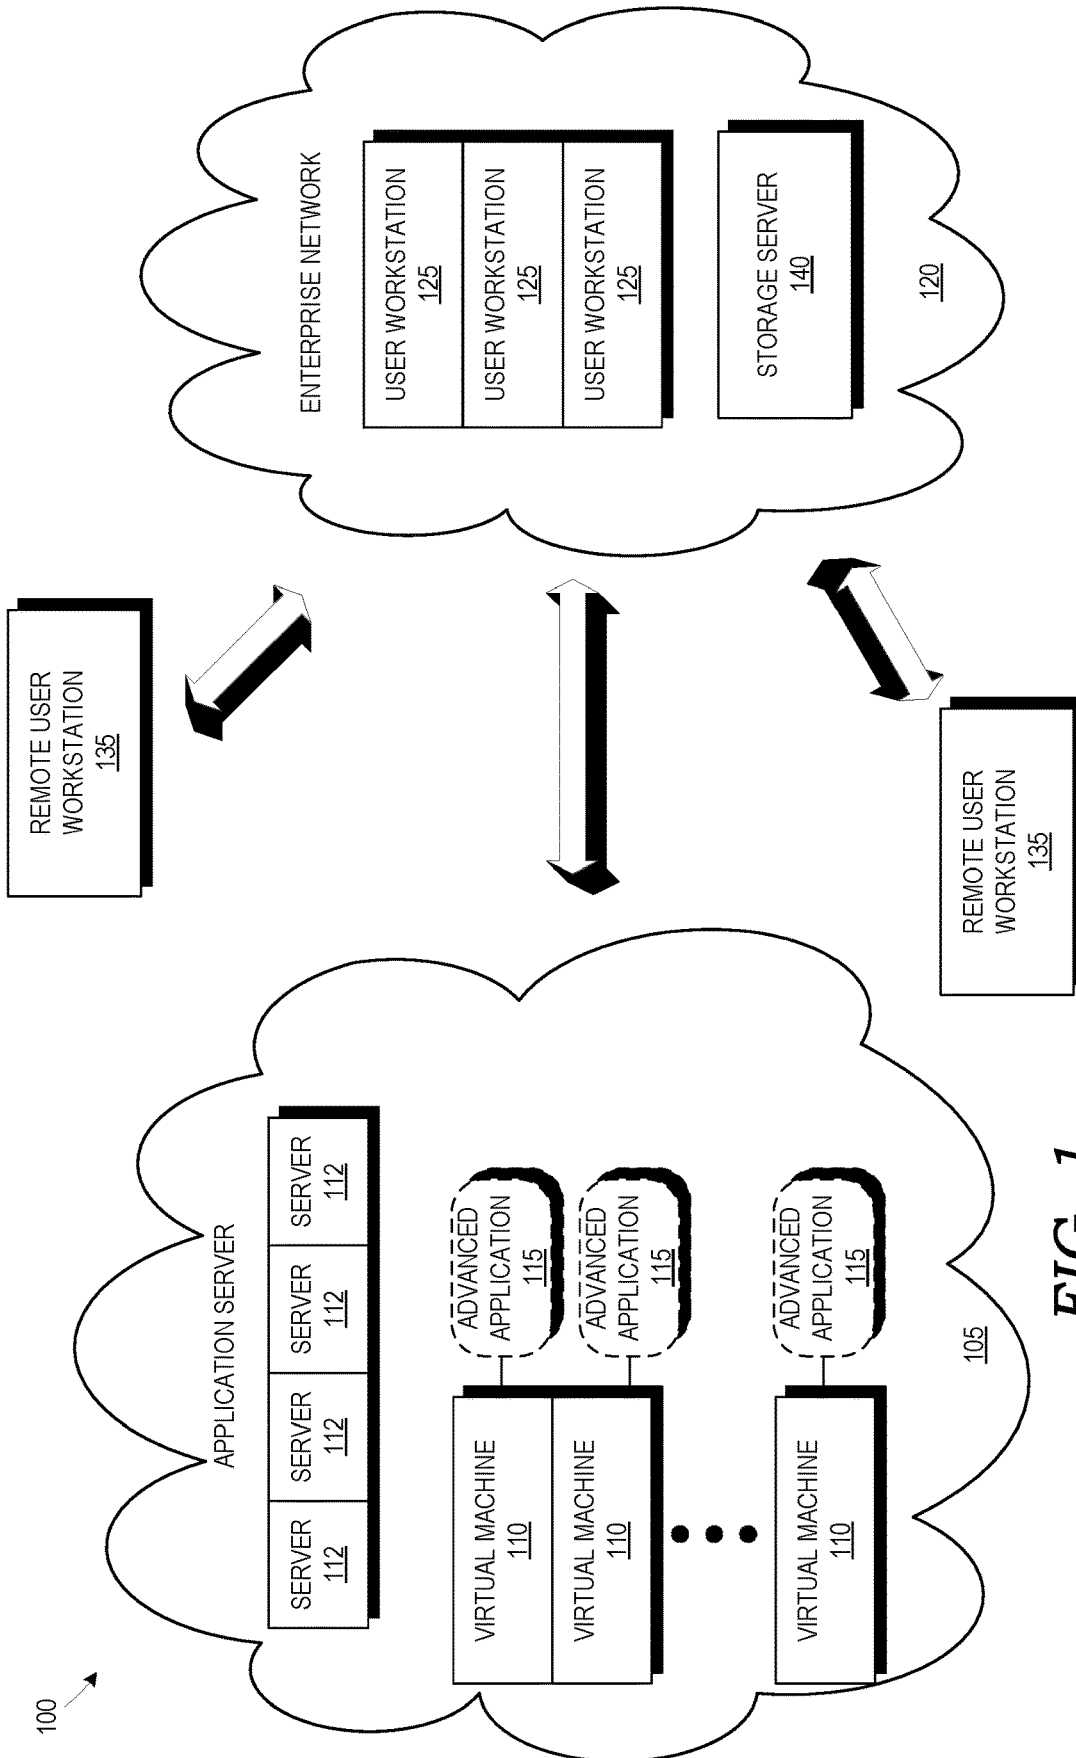 100
APPLICATION SERVER
SERVER
112
SERVER
112
SERVER
112
SERVER
112
VIRTUAL MACHINE
110
VIRTUAL MACHINE
110
VIRTUAL MACHINE
110
ADVANCED
APPLICATION
115
ADVANCED
APPLICATION
115
ADVANCED
APPLICATION
115
105
REMOTE USER
WORKSTATION
135
REMOTE USER
WORKSTATION
135
ENTERPRISE NETWORK
USER WORKSTATION
125
USER WORKSTATION
125
USER WORKSTATION
125
STORAGE SERVER
140
120
FIG. 1